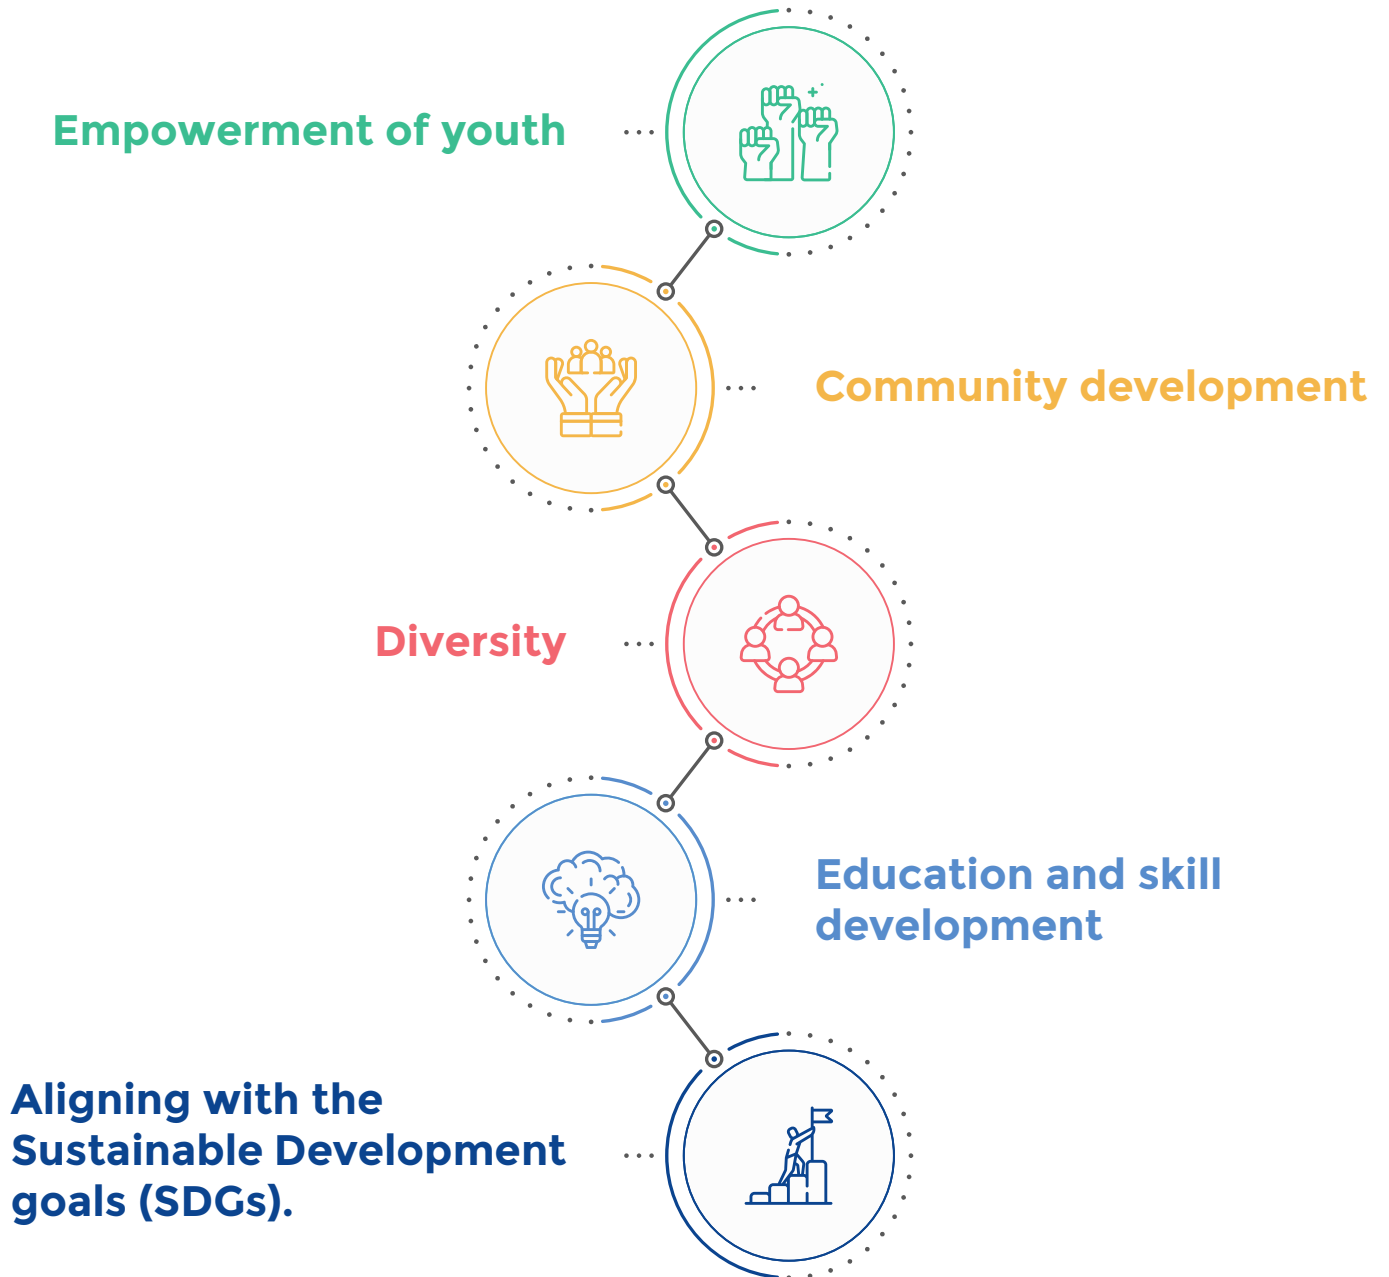 Empowerment of youth
Community development
Diversity
Education and skill
development
Aligning with the
Sustainable Development
goals (SDGs).